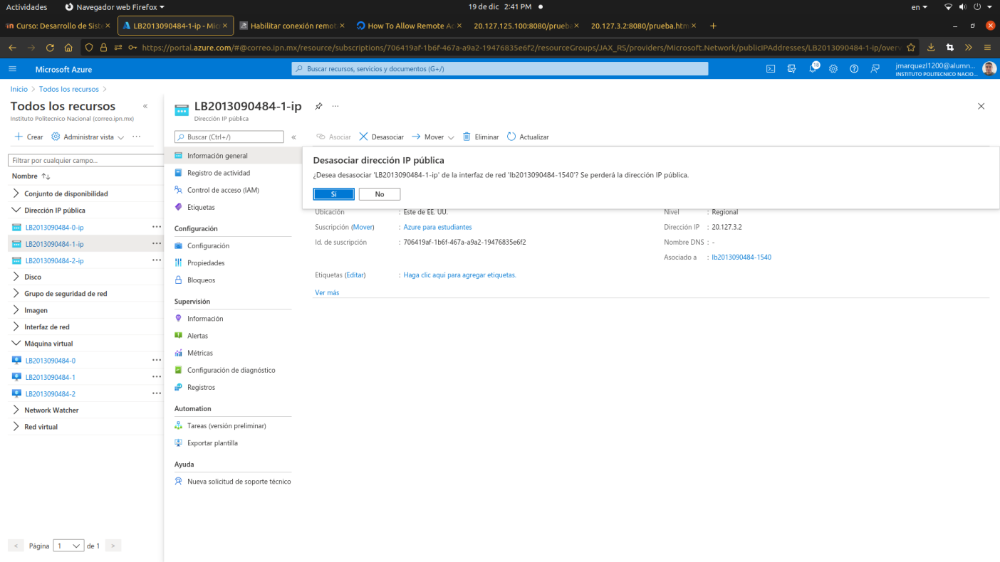 Actividades
Navegador web Firefox
19 de dic 2:41 PM
en
Curso: Desarrollo de Siste
LB2013090484-1-ip - Micr
Habilitar conexión remot
How To Allow Remote Ac
20.127.125.100:8080/prueba
20.127.3.2:8080/prueba.htm
https://portal.azure.com/#@correo.ipn.mx/resource/subscriptions/706419af-1b6f-467a-a9a2-19476835e6f2/resourceGroups/JAX_RS/providers/Microsoft.Network/publicIPAddresses/LB2013090484-1-ip/overv
Microsoft Azure
Buscar recursos, servicios y documentos (G+/)
18
jmarquezl1200@alumn...
INSTITUTO POLITECNICO NACIO...
Inicio > Todos los recursos >
Todos los recursos
Instituto Politecnico Nacional (correo.ipn.mx)
Crear
Administrar vista
Filtrar por cualquier campo...
Nombre
Conjunto de disponibilidad
Dirección IP pública
LB2013090484-0-ip
LB2013090484-1-ip
LB2013090484-2-ip
Disco
Grupo de seguridad de red
Imagen
Interfaz de red
Máquina virtual
LB2013090484-0
LB2013090484-1
LB2013090484-2
Network Watcher
Red virtual
< Página 1 de 1 >
LB2013090484-1-ip
Dirección IP pública
Buscar (Ctrl+/)
Información general
Registro de actividad
Control de acceso (IAM)
Etiquetas
Configuración
Configuración
Propiedades
Bloqueos
Supervisión
Información
Alertas
Métricas
Configuración de diagnóstico
Registros
Automation
Tareas (versión preliminar)
Exportar plantilla
Ayuda
Nueva solicitud de soporte técnico
Asociar
Desasociar
Mover
Eliminar
Actualizar
Desasociar dirección IP pública
¿Desea desasociar 'LB2013090484-1-ip' de la interfaz de red 'lb2013090484-1540'? Se perderá la dirección IP pública.
Sí
No
Ubicación : Este de EE. UU.
Suscripción (Mover) : Azure para estudiantes
Id. de suscripción : 706419af-1b6f-467a-a9a2-19476835e6f2
Etiquetas (Editar) : Haga clic aquí para agregar etiquetas.
Ver más
Nivel : Regional
Dirección IP : 20.127.3.2
Nombre DNS : -
Asociado a : lb2013090484-1540